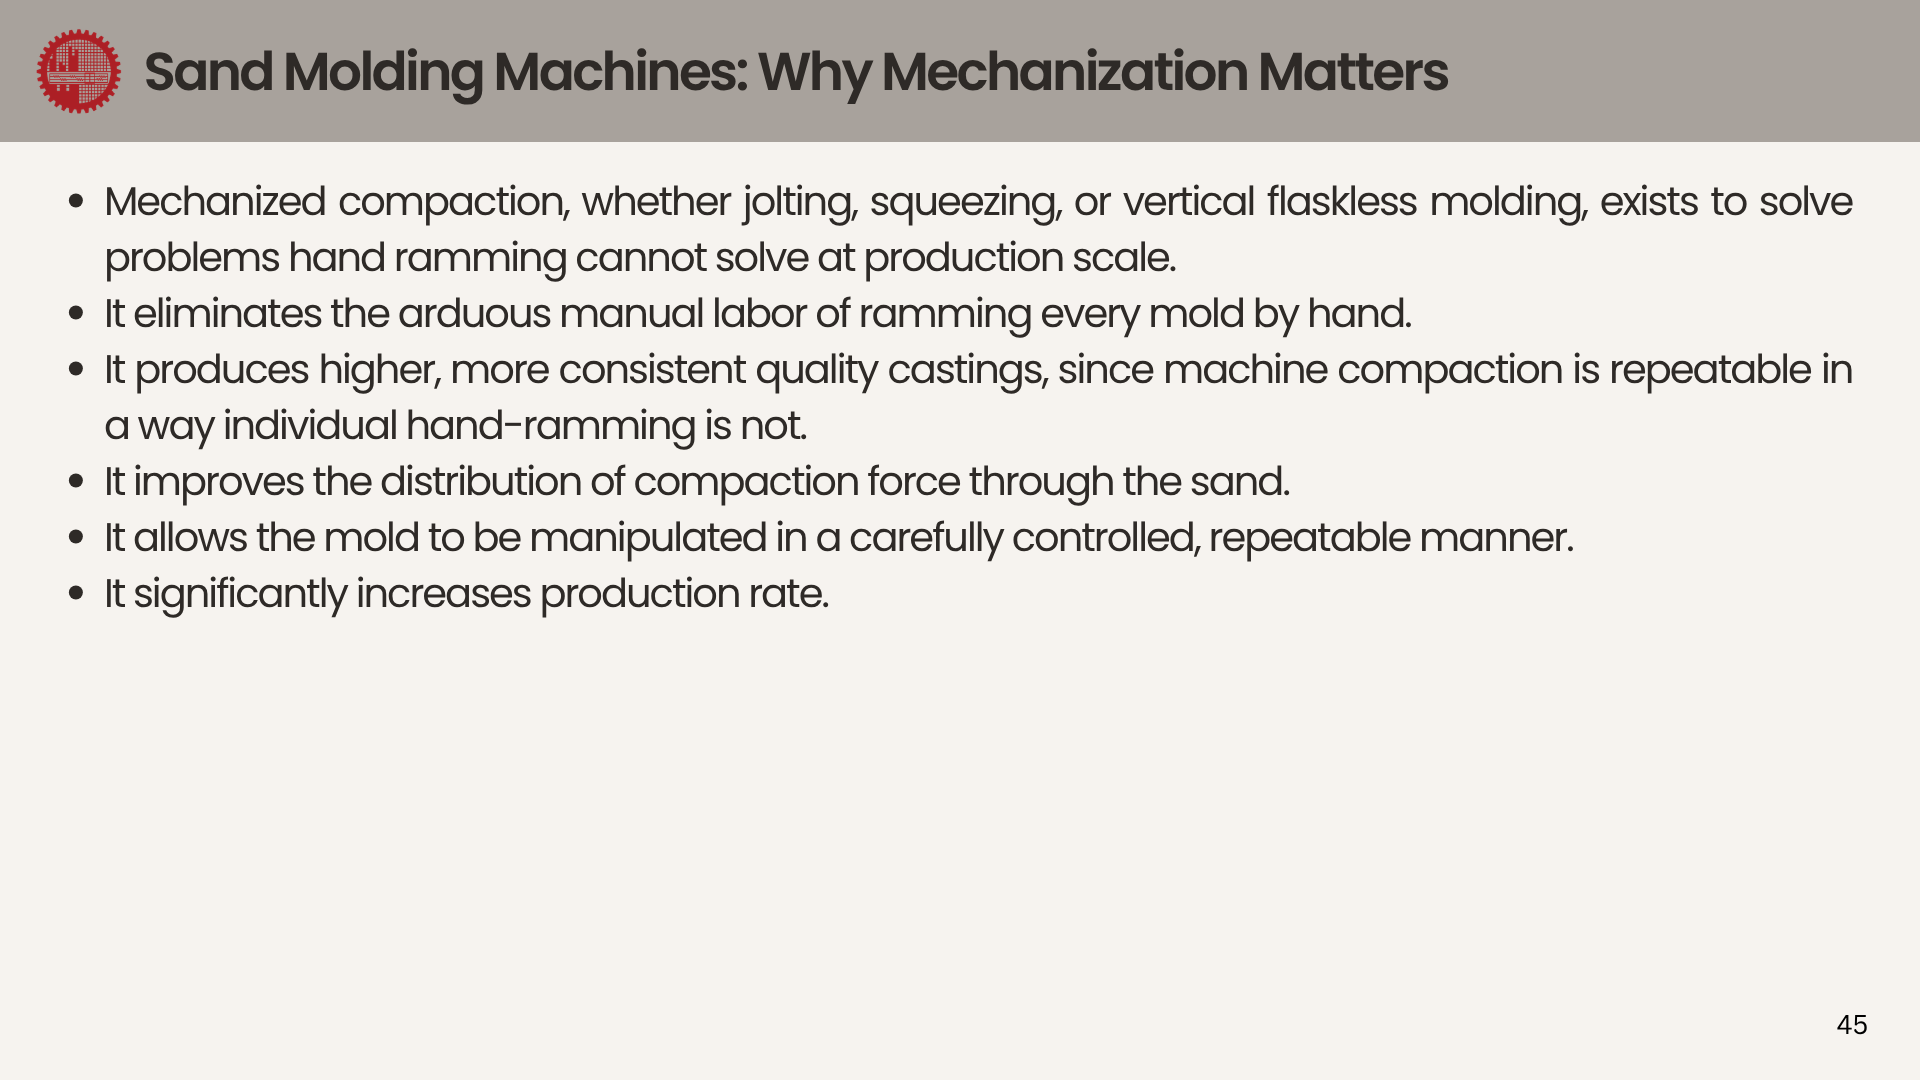 Sand Molding Machines: Why Mechanization Matters
• Mechanized compaction, whether jolting, squeezing, or vertical flaskless molding, exists to solve
problems hand ramming cannot solve at production scale.
• It eliminates the arduous manual labor of ramming every mold by hand.
• It produces higher, more consistent quality castings, since machine compaction is repeatable in
a way individual hand-ramming is not.
• It improves the distribution of compaction force through the sand.
• It allows the mold to be manipulated in a carefully controlled, repeatable manner.
• It significantly increases production rate.
45